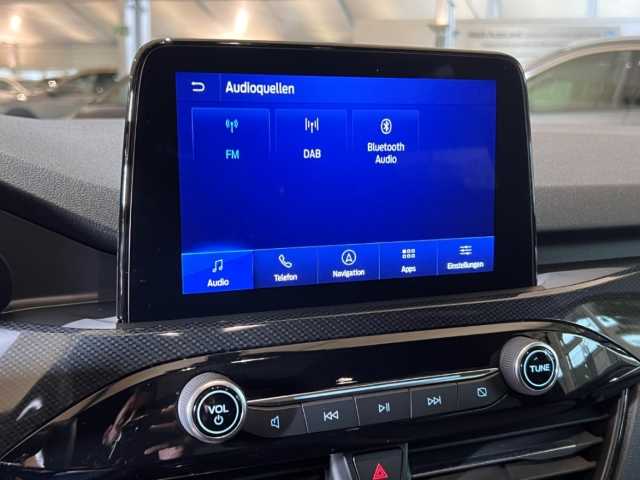 Audioquellen
FM
DAB
Bluetooth
Audio
Audio
Telefon
Navigation
Apps
Einstellungen
VOL
TUNE